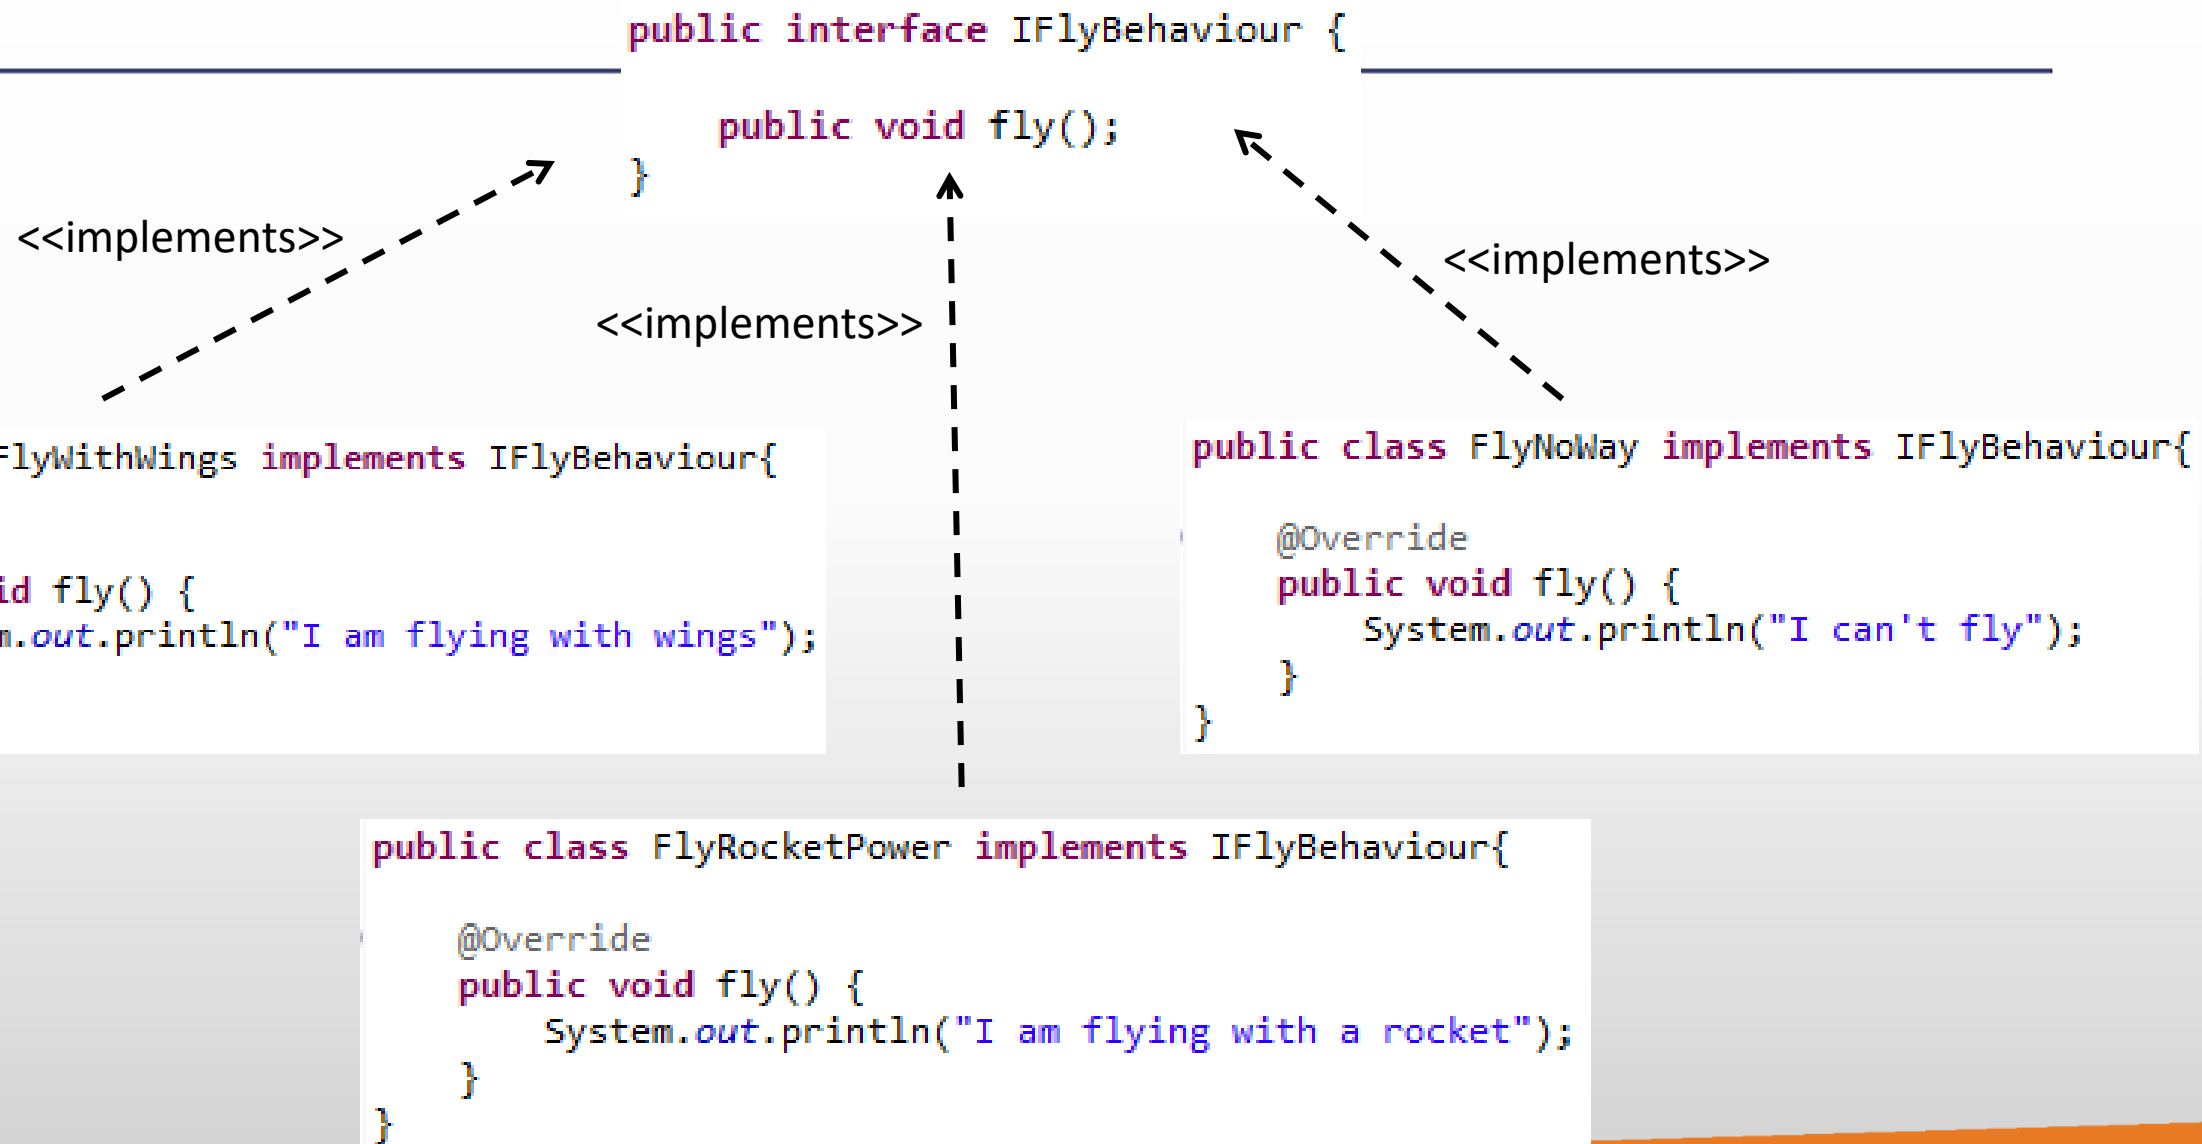 public interface IFlyBehaviour {
public void fly();
}
<<implements>>
<<implements>>
<<implements>>
FlyWithWings implements IFlyBehaviour{
id fly() {
m.out.println("I am flying with wings");
public class FlyNoWay implements IFlyBehaviour{
@Override
public void fly() {
System.out.println("I can't fly");
}
}
public class FlyRocketPower implements IFlyBehaviour{
@Override
public void fly() {
System.out.println("I am flying with a rocket");
}
}